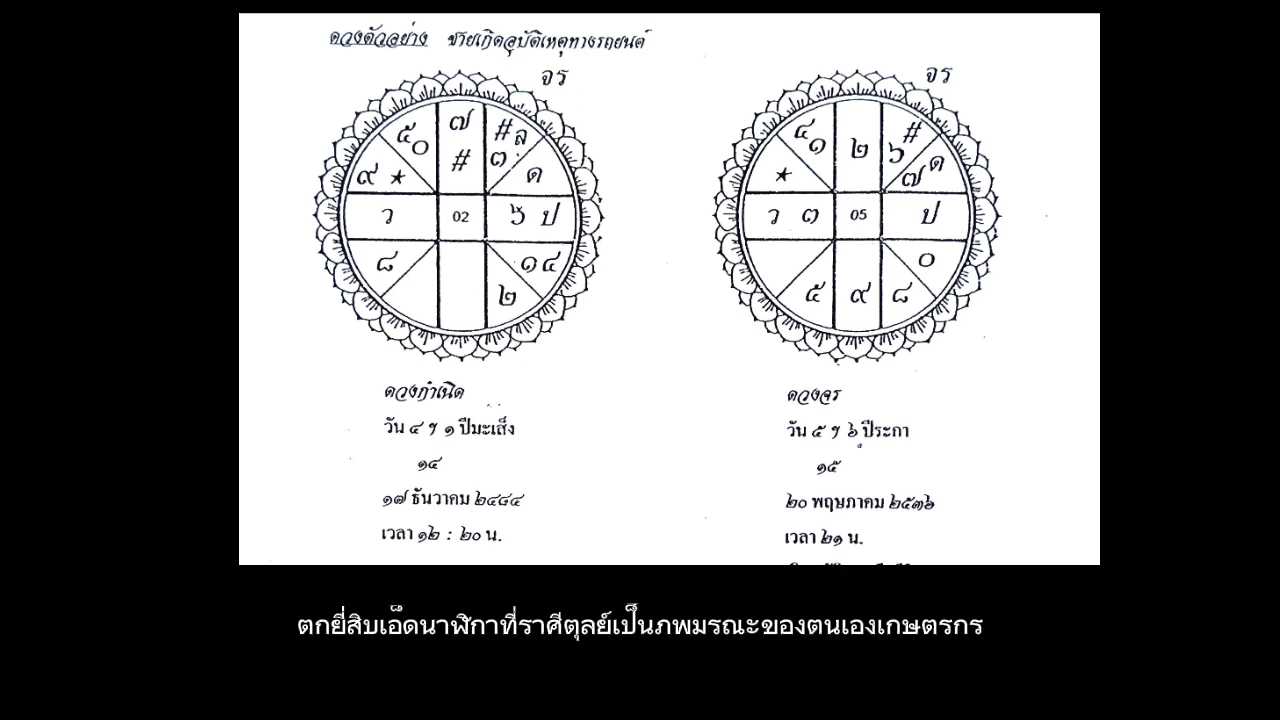 ดวงตัวอย่าง ชายเกิดอุบัติเหตุทางรถยนต์
จร
๕ ๐ ๗ # # ล ๓
๙ ★ ด
ว 02 ๖ ป
๘ ๑ ๔
๒
ดวงกำเนิด
วัน ๔ ฯ ๑ ปีมะเส็ง
๑๔
๑๗ ธันวาคม ๒๔๘๔
เวลา ๑๒ : ๒๐ น.
จร
๔ ๑ ๒ # ๖
★ ด ๗
ว ๓ 05 ป
๐
๕ ๙ ๘
ดวงจร
วัน ๕ ฯ ๖ ปีระกา
๑๕
๒๐ พฤษภาคม ๒๕๓๖
เวลา ๒๑ น.
ตกยี่สิบเอ็ดนาฬิกาที่ราศีตุลย์เป็นภพมรณะของตนเองเกษตรกร